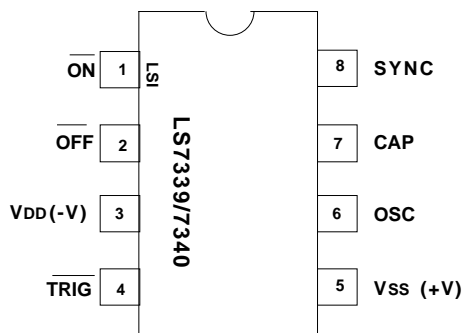 ON 1 8 SYNC
LSI
OFF 2 7 CAP
LS7339/7340
VDD (-V) 3 6 OSC
TRIG 4 5 VSS (+V)